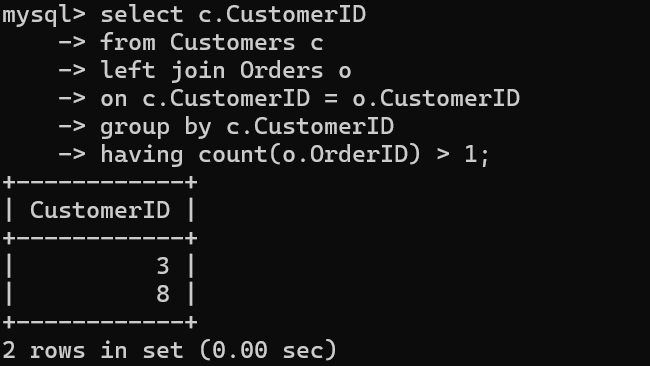 mysql> select c.CustomerID
    -> from Customers c
    -> left join Orders o
    -> on c.CustomerID = o.CustomerID
    -> group by c.CustomerID
    -> having count(o.OrderID) > 1;
+------------+
| CustomerID |
+------------+
|          3 |
|          8 |
+------------+
2 rows in set (0.00 sec)